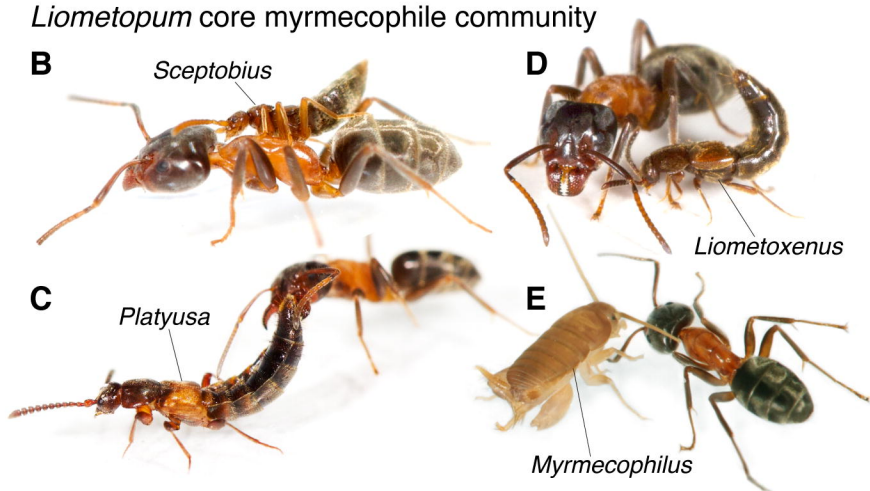 Liometopum core myrmecophile community
B
Sceptobius
D
Liometoxenus
C
Platyusa
E
Myrmecophilus